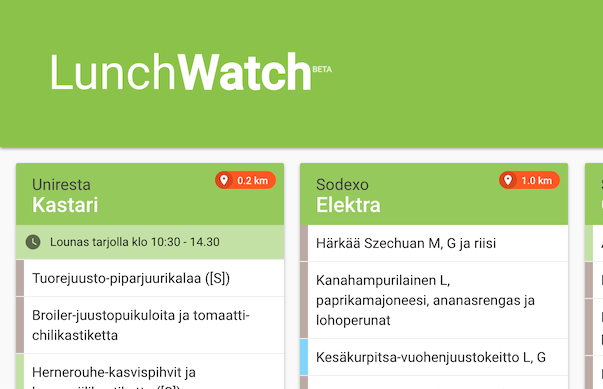 LunchWatch BETA
Uniresta
0.2 km
Kastari
Lounas tarjolla klo 10:30 - 14.30
Tuorejuusto-piparjuurikalaa ([S])
Broiler-juustopuikuloita ja tomaatti-
chilikastiketta
Hernerouhe-kasvispihvit ja
Sodexo
1.0 km
Elektra
Härkää Szechuan M, G ja riisi
Kanahampurilainen L,
paprikamajoneesi, ananasrengas ja
lohoperunat
Kesäkurpitsa-vuohenjuustokeitto L, G